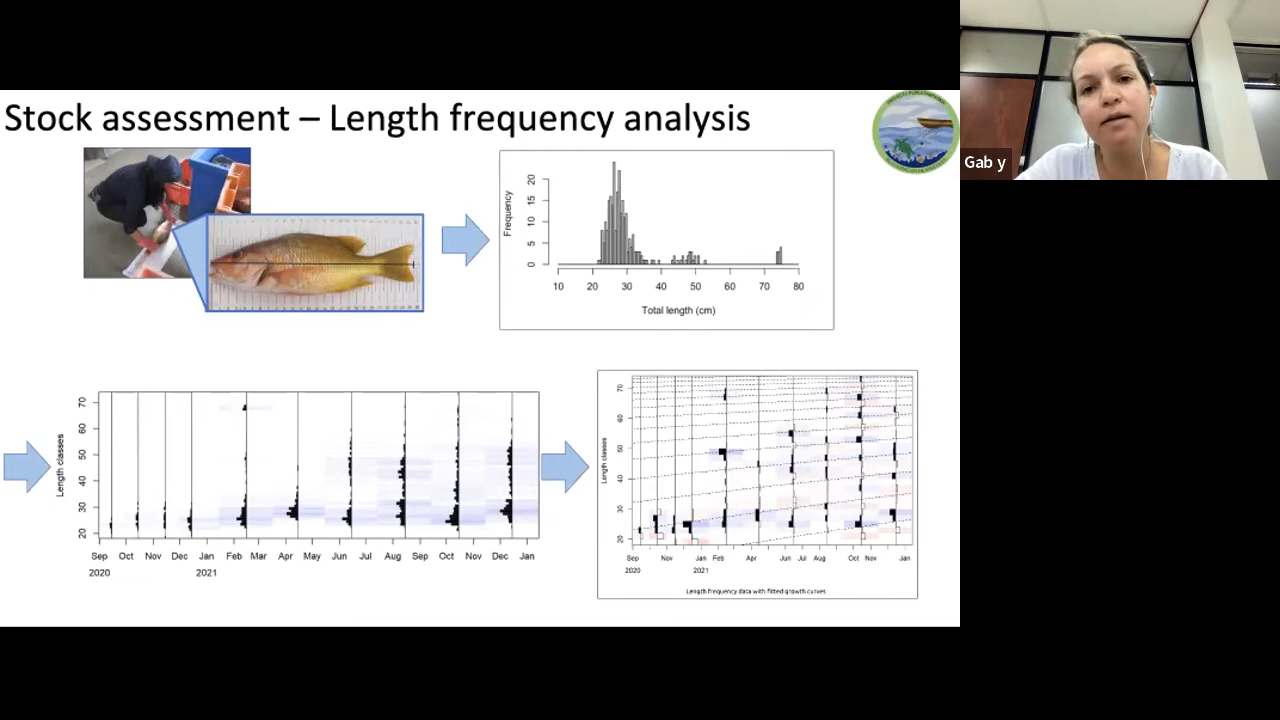 Stock assessment – Length frequency analysis
Gab y
Frequency
0 5 10 15 20
10 20 30 40 50 60 70 80
Total length (cm)
Length classes
20 30 40 50 60 70
Sep Oct Nov Dec Jan Feb Mar Apr May Jun Jul Aug Sep Oct Nov Dec Jan
2020 2021
Length classes
20 30 40 50 60 70
Sep Nov Jan Feb Apr Jun Jul Aug Oct Nov Jan
2020 2021
Length frequency data with fitted growth curves